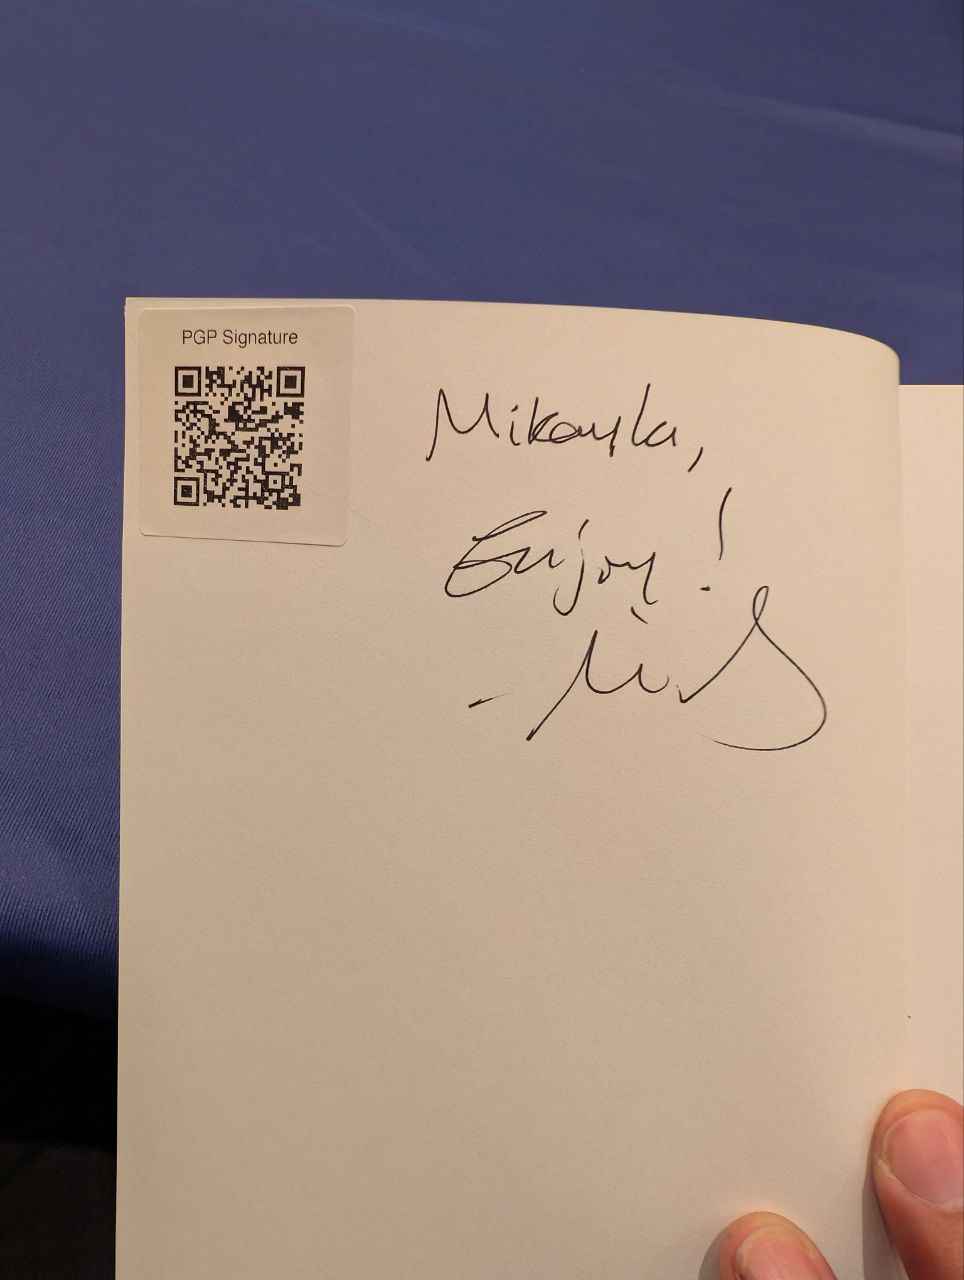 PGP Signature
Mikayla,
Enjoy!